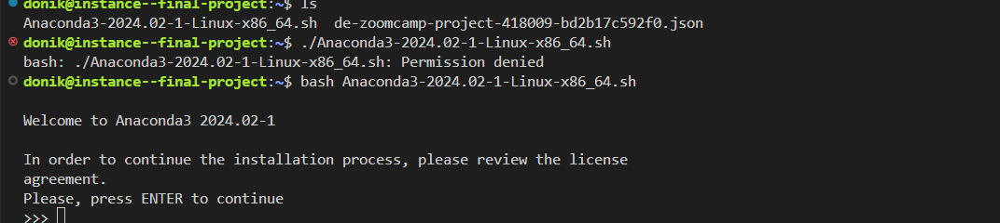 donik@instance--final-project:~$ ls
Anaconda3-2024.02-1-Linux-x86_64.sh  de-zoomcamp-project-418009-bd2b17c592f0.json
donik@instance--final-project:~$ ./Anaconda3-2024.02-1-Linux-x86_64.sh
bash: ./Anaconda3-2024.02-1-Linux-x86_64.sh: Permission denied
donik@instance--final-project:~$ bash Anaconda3-2024.02-1-Linux-x86_64.sh
Welcome to Anaconda3 2024.02-1
In order to continue the installation process, please review the license
agreement.
Please, press ENTER to continue
>>>